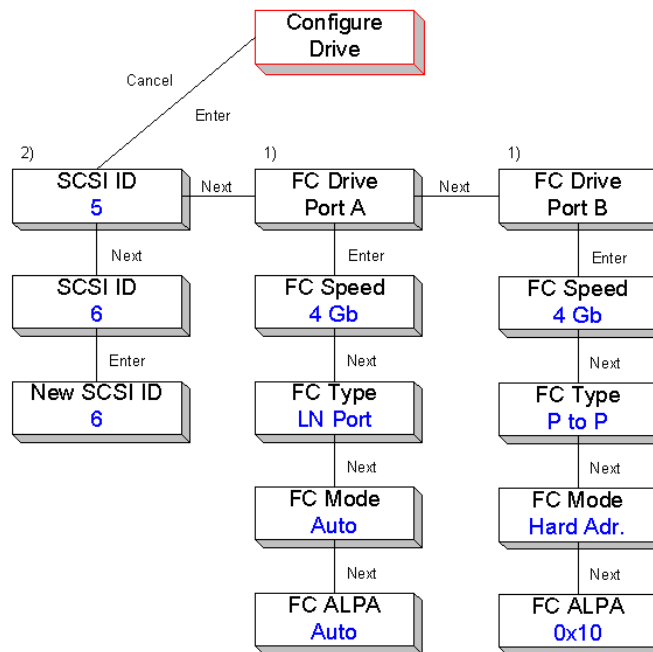 Configure
Drive
Cancel
Enter
2)
1)
1)
SCSI ID
5
Next
FC Drive
Port A
Next
FC Drive
Port B
Next
Enter
Enter
SCSI ID
6
FC Speed
4 Gb
FC Speed
4 Gb
Enter
Next
Next
New SCSI ID
6
FC Type
LN Port
FC Type
P to P
Next
Next
FC Mode
Auto
FC Mode
Hard Adr.
Next
Next
FC ALPA
Auto
FC ALPA
0x10